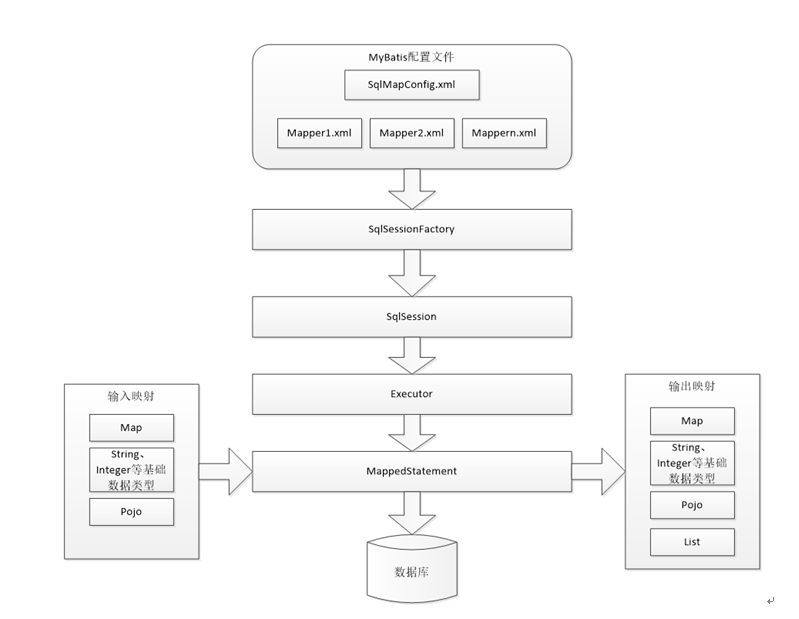 MyBatis配置文件
SqlMapConfig.xml
Mapper1.xml
Mapper2.xml
Mappern.xml
SqlSessionFactory
SqlSession
Executor
输入映射
Map
String、
Integer等基础
数据类型
Pojo
MappedStatement
输出映射
Map
String、
Integer等基础
数据类型
Pojo
List
数据库